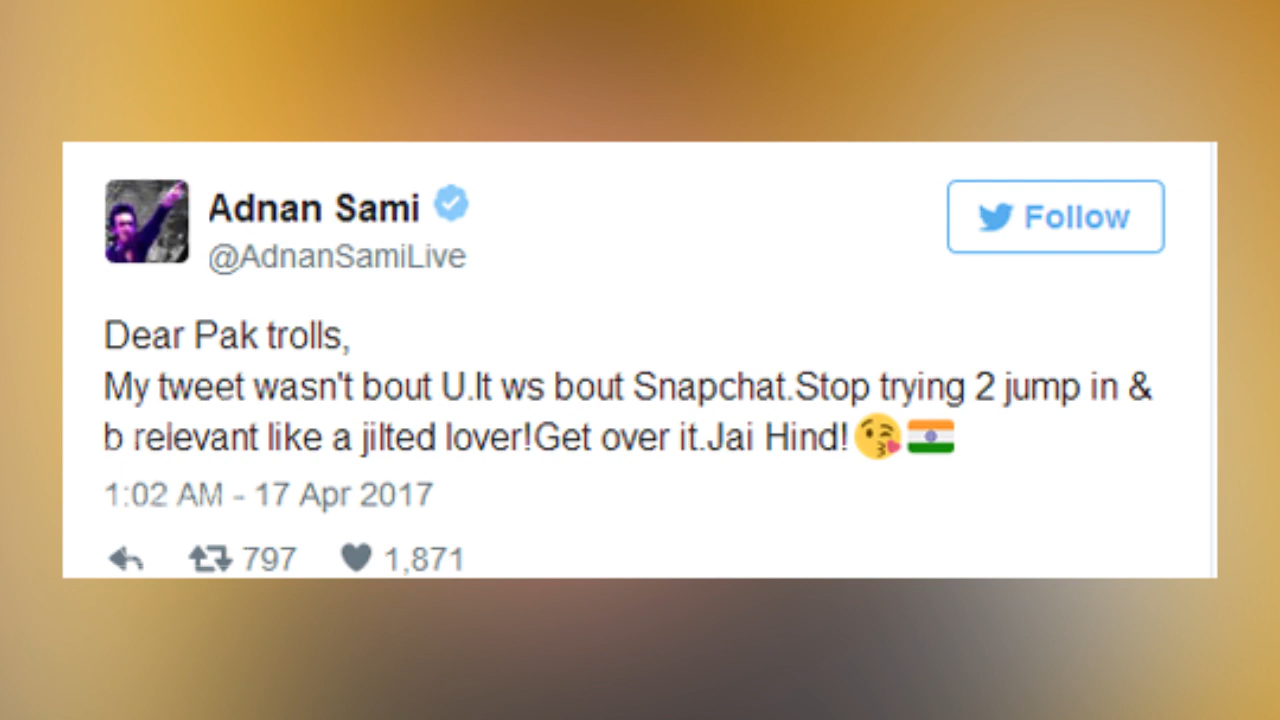 Adnan Sami
Follow
@AdnanSamiLive
Dear Pak trolls,
My tweet wasn't bout U.It ws bout Snapchat.Stop trying 2 jump in &
b relevant like a jilted lover!Get over it.Jai Hind!😘🇮🇳
1:02 AM - 17 Apr 2017
797 1,871